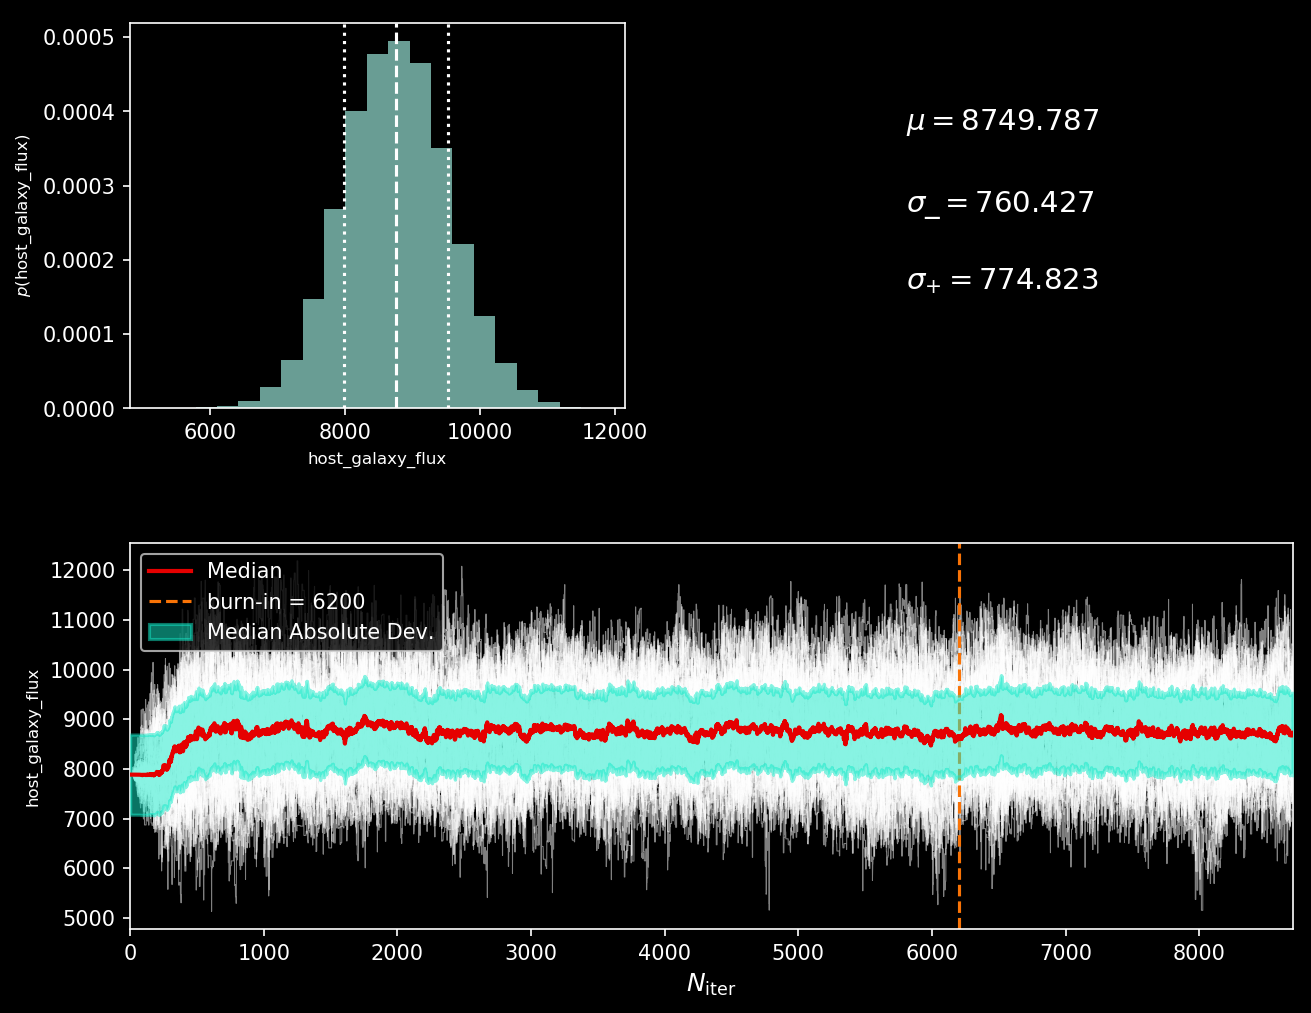 0.0005
0.0004
0.0003
0.0002
0.0001
0.0000
p(host_galaxy_flux)
6000 8000 10000 12000
host_galaxy_flux
μ = 8749.787
σ_− = 760.427
σ_+ = 774.823
12000
11000
10000
9000
8000
7000
6000
5000
host_galaxy_flux
Median
burn-in = 6200
Median Absolute Dev.
0 1000 2000 3000 4000 5000 6000 7000 8000
N_iter